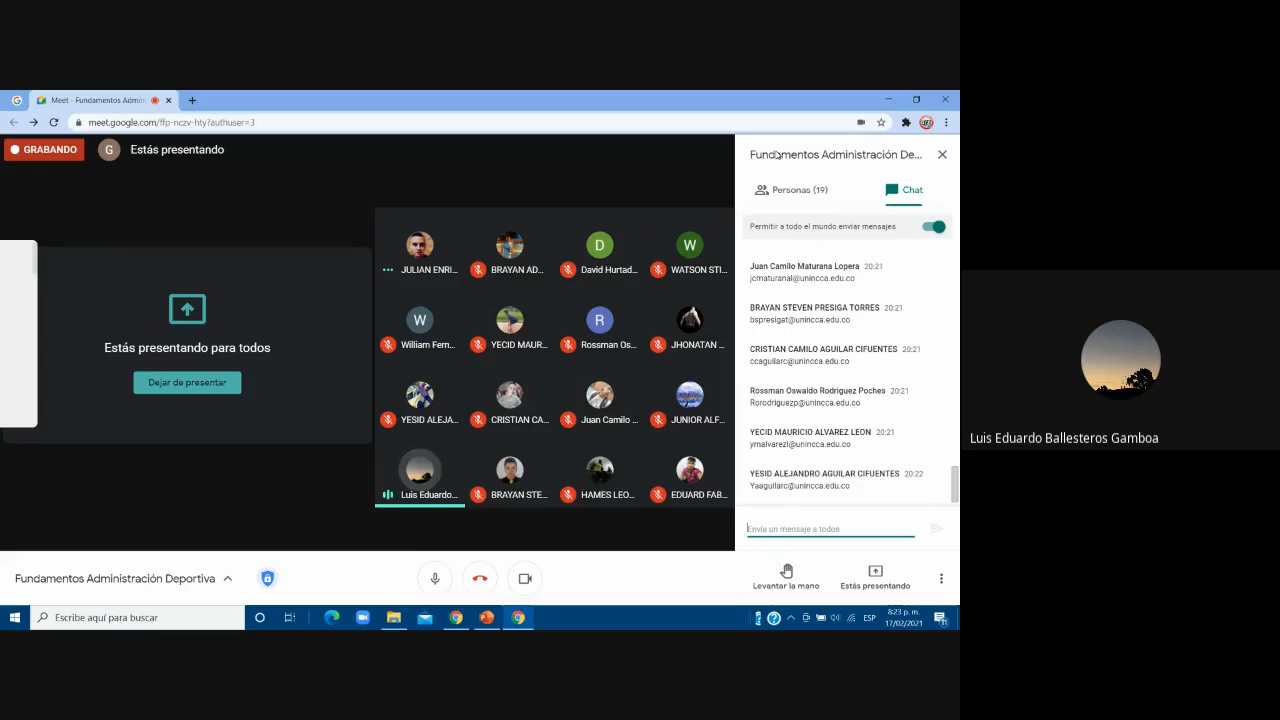 Meet - Fundamentos Admini
meet.google.com/ffp-nczv-hty?authuser=3
GRABANDO
G
Estás presentando
Estás presentando para todos
Dejar de presentar
JULIAN ENRI...
BRAYAN AD...
D
David Hurtad...
W
WATSON STI...
W
William Fern...
YECID MAUR...
R
Rossman Os...
JHONATAN ...
YESID ALEJA...
CRISTIAN CA...
Juan Camilo ...
JUNIOR ALF...
Luis Eduardo...
BRAYAN STE...
HAMES LEO...
EDUARD FAB...
Fundamentos Administración De...
Personas (19)
Chat
Permitir a todo el mundo enviar mensajes
Juan Camilo Maturana Lopera 20:21
jcmaturanal@unincca.edu.co
BRAYAN STEVEN PRESIGA TORRES 20:21
bspresigat@unincca.edu.co
CRISTIAN CAMILO AGUILAR CIFUENTES 20:21
ccaguilarc@unincca.edu.co
Rossman Oswaldo Rodriguez Poches 20:21
Rorodriguezp@unincca.edu.co
YECID MAURICIO ALVAREZ LEON 20:21
ymalvarezl@unincca.edu.co
YESID ALEJANDRO AGUILAR CIFUENTES 20:22
Yaaguilarc@unincca.edu.co
Envía un mensaje a todos
Fundamentos Administración Deportiva
Levantar la mano
Estás presentando
Escribe aquí para buscar
ESP
8:23 p. m.
17/02/2021
Luis Eduardo Ballesteros Gamboa